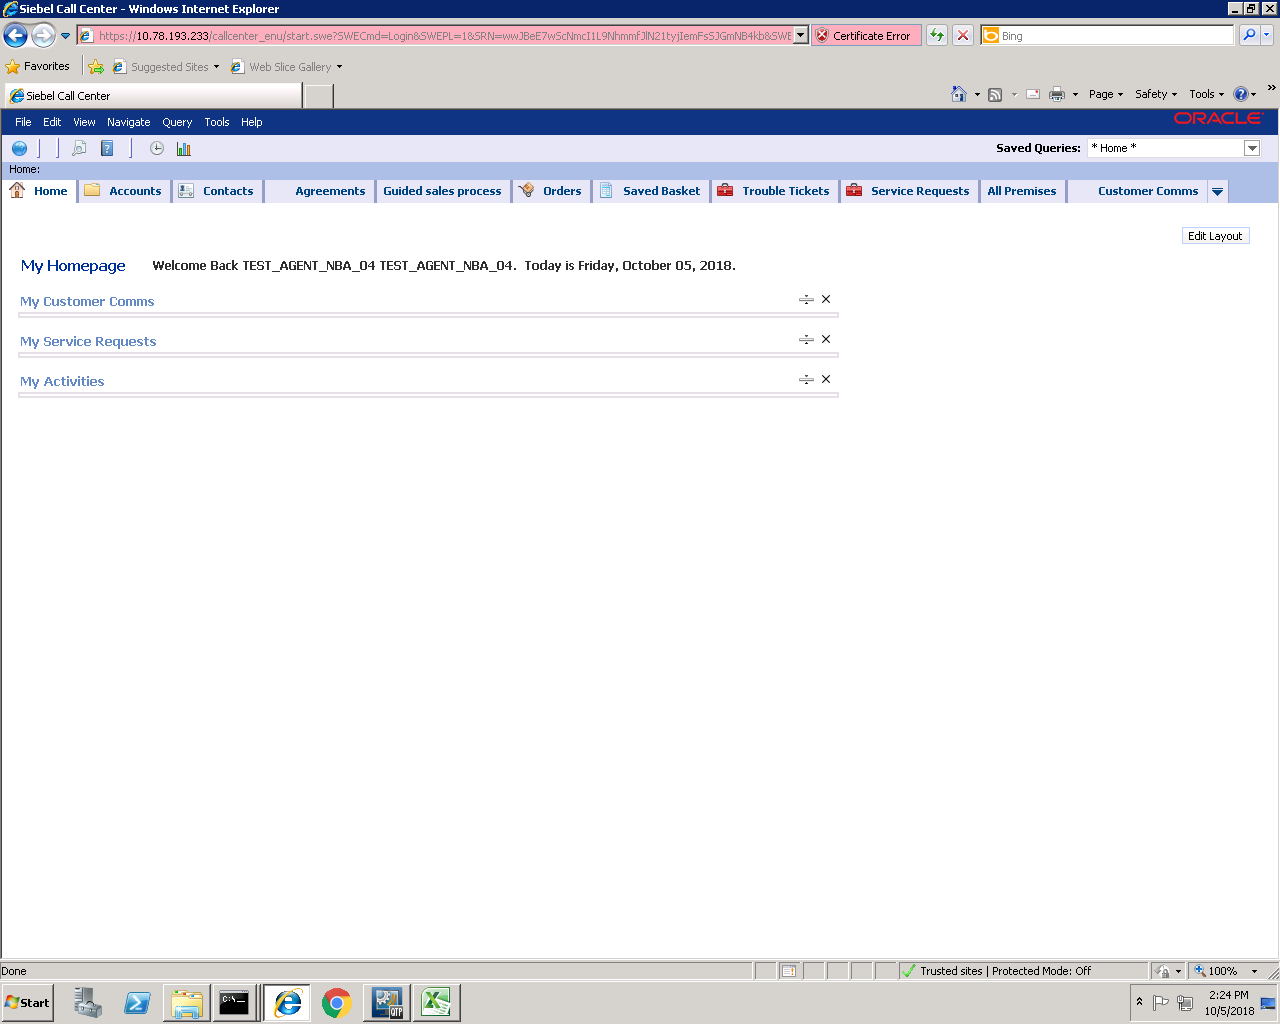 Siebel Call Center - Windows Internet Explorer
https://10.78.193.233/callcenter_enu/start.swe?SWECmd=Login&SWEPL=1&SRN=
Certificate Error
Bing
Favorites
Suggested Sites
Web Slice Gallery
Siebel Call Center
Page
Safety
Tools
»
File Edit View Navigate Query Tools Help
ORACLE
Saved Queries: * Home *
Home:
Home Accounts Contacts Agreements Guided sales process Orders Saved Basket Trouble Tickets Service Requests All Premises Customer Comms
Edit Layout
My Homepage Welcome Back TEST_AGENT_NBA_04 TEST_AGENT_NBA_04. Today is Friday, October 05, 2018.
My Customer Comms
My Service Requests
My Activities
Done
Trusted sites | Protected Mode: Off
100%
Start
C:\.
QTP
2:24 PM
10/5/2018